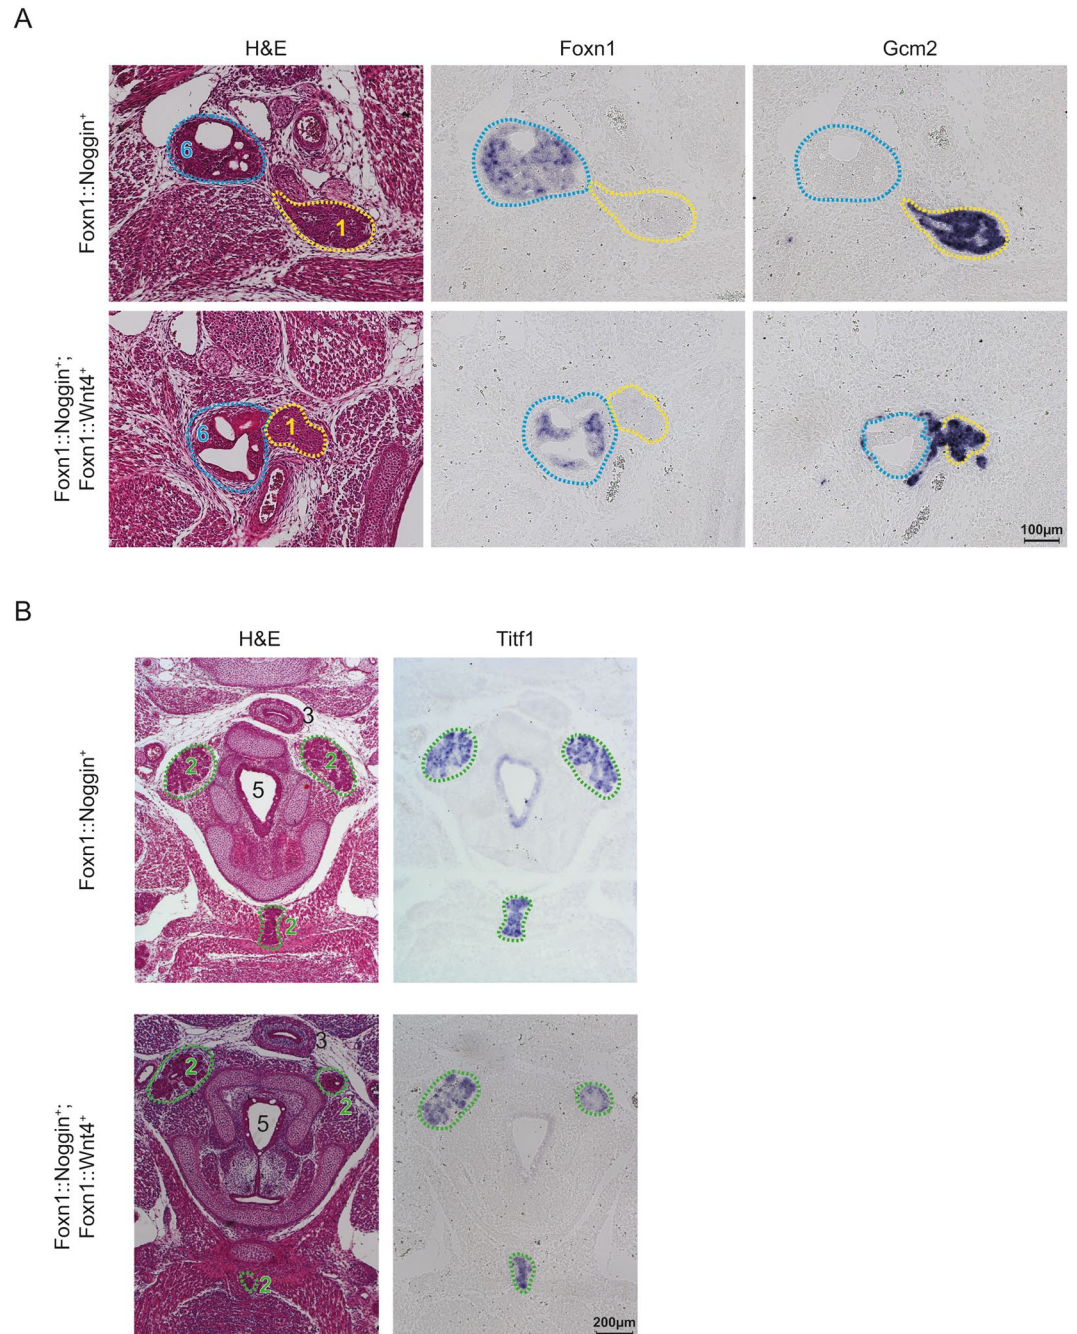 A
H&E Foxn1 Gcm2
Foxn1::Noggin⁺
6
1
Foxn1::Noggin⁺;
Foxn1::Wnt4⁺
6
1
100µm
B
H&E Titf1
Foxn1::Noggin⁺
3
2 2
5
2
Foxn1::Noggin⁺;
Foxn1::Wnt4⁺
3
2
2
5
2
200µm